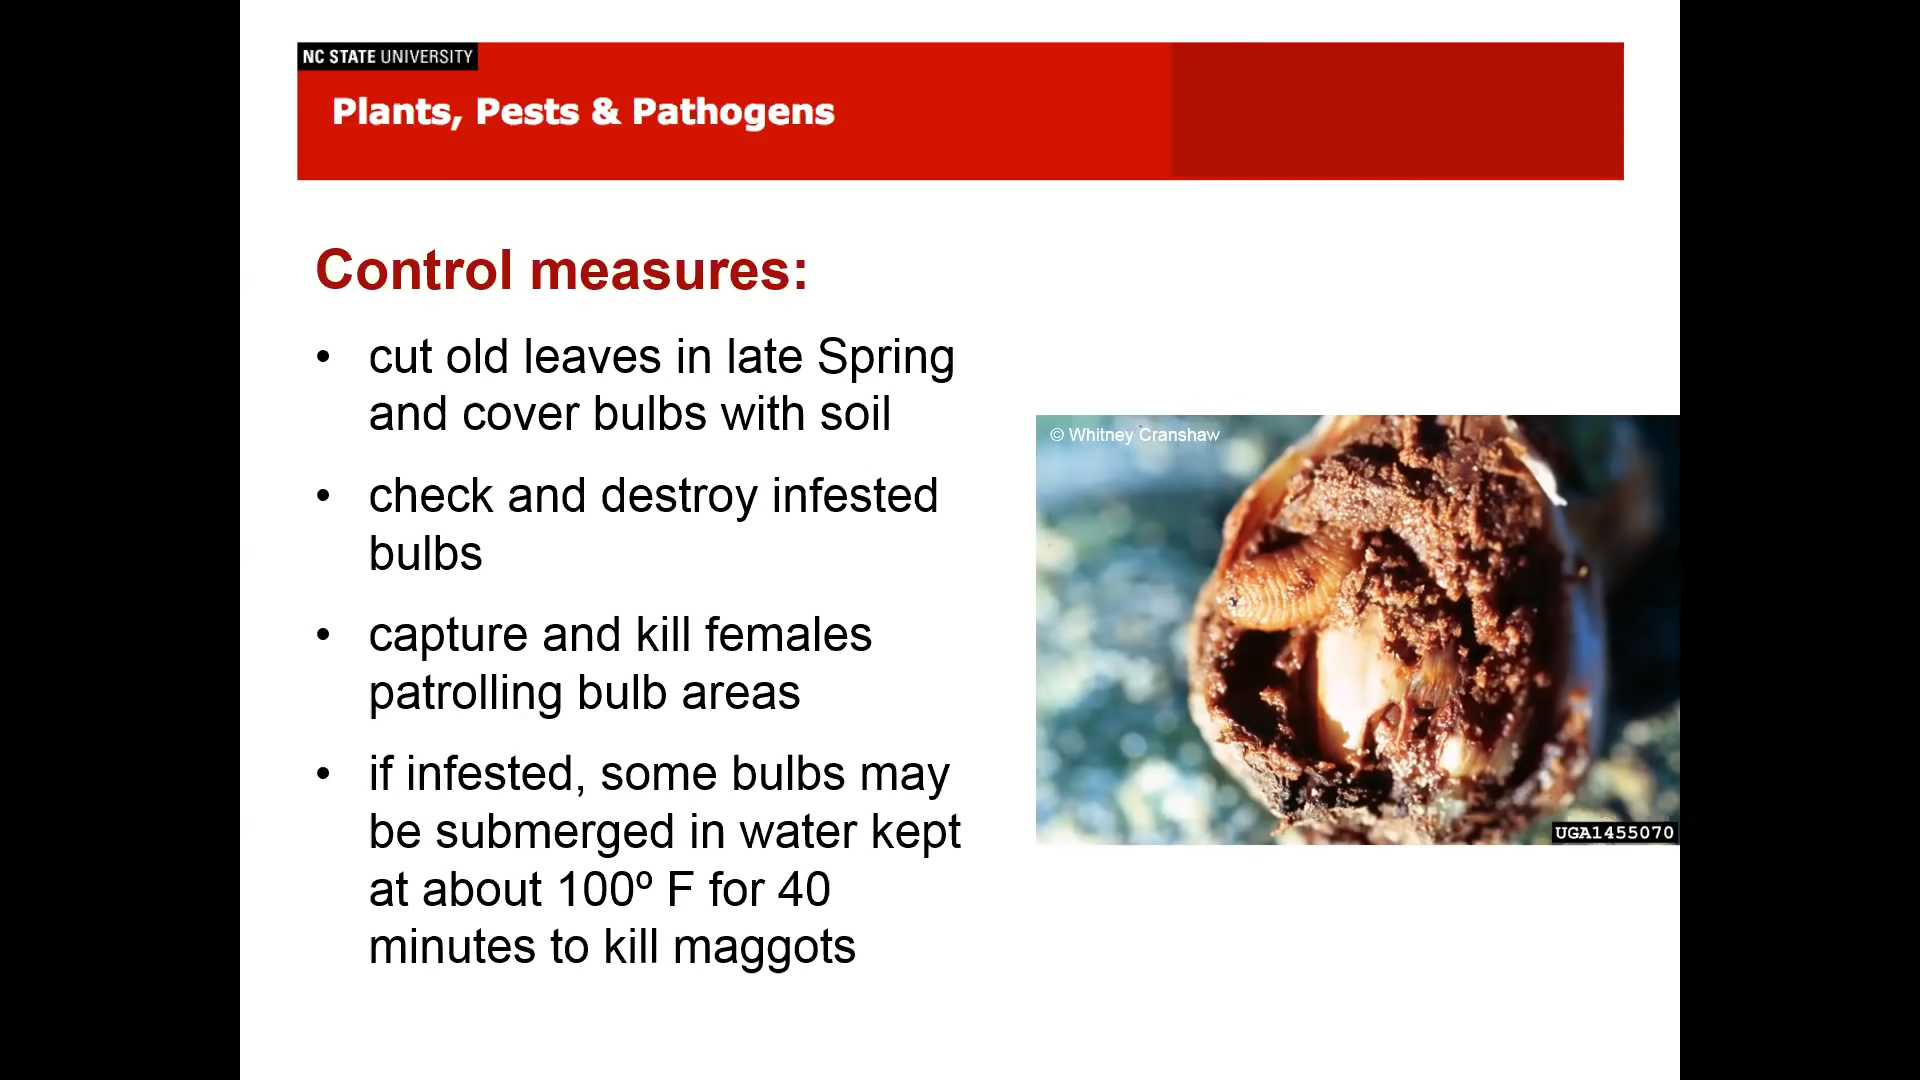 NC STATE UNIVERSITY
Plants, Pests & Pathogens
Control measures:
• cut old leaves in late Spring
and cover bulbs with soil
• check and destroy infested
bulbs
• capture and kill females
patrolling bulb areas
• if infested, some bulbs may
be submerged in water kept
at about 100º F for 40
minutes to kill maggots
© Whitney Cranshaw
UGA1455070